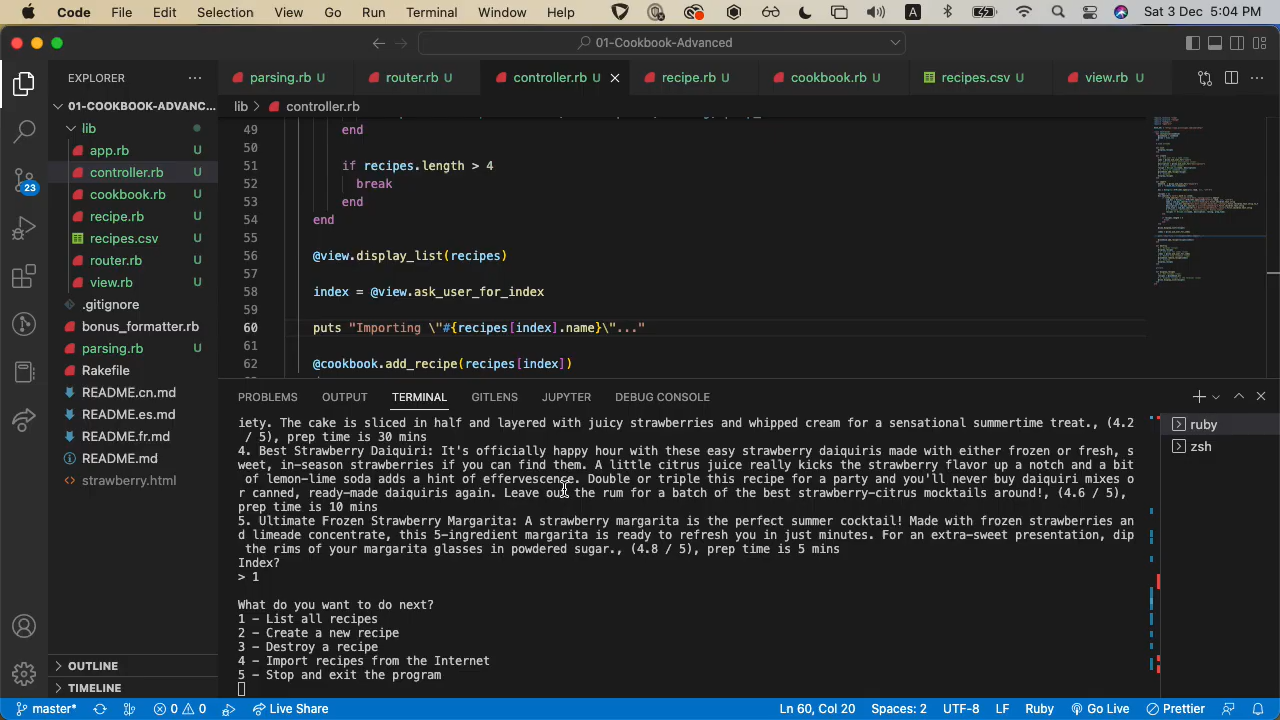 Code File Edit Selection View Go Run Terminal Window Help A Sat 3 Dec 5:04 PM
01-Cookbook-Advanced
EXPLORER
parsing.rb U router.rb U controller.rb U recipe.rb U cookbook.rb U recipes.csv U view.rb U
lib > controller.rb
01-COOKBOOK-ADVANC...
lib
app.rb U
controller.rb U
cookbook.rb U
recipe.rb U
recipes.csv U
router.rb U
view.rb U
.gitignore
bonus_formatter.rb U
parsing.rb U
Rakefile
README.cn.md
README.es.md
README.fr.md
README.md
strawberry.html
OUTLINE
TIMELINE
23
49 end
50
51 if recipes.length > 4
52 break
53 end
54 end
55
56 @view.display_list(recipes)
57
58 index = @view.ask_user_for_index
59
60 puts "Importing \"#{recipes[index].name}\"..."
61
62 @cookbook.add_recipe(recipes[index])
PROBLEMS OUTPUT TERMINAL GITLENS JUPYTER DEBUG CONSOLE
ruby
zsh
iety. The cake is sliced in half and layered with juicy strawberries and whipped cream for a sensational summertime treat., (4.2
/ 5), prep time is 30 mins
4. Best Strawberry Daiquiri: It's officially happy hour with these easy strawberry daiquiris made with either frozen or fresh, s
weet, in-season strawberries if you can find them. A little citrus juice really kicks the strawberry flavor up a notch and a bit
of lemon-lime soda adds a hint of effervescence. Double or triple this recipe for a party and you'll never buy daiquiri mixes o
r canned, ready-made daiquiris again. Leave out the rum for a batch of the best strawberry-citrus mocktails around!, (4.6 / 5),
prep time is 10 mins
5. Ultimate Frozen Strawberry Margarita: A strawberry margarita is the perfect summer cocktail! Made with frozen strawberries an
d limeade concentrate, this 5-ingredient margarita is ready to refresh you in just minutes. For an extra-sweet presentation, dip
the rims of your margarita glasses in powdered sugar., (4.8 / 5), prep time is 5 mins
Index?
> 1
What do you want to do next?
1 - List all recipes
2 - Create a new recipe
3 - Destroy a recipe
4 - Import recipes from the Internet
5 - Stop and exit the program
master* 0 0 Live Share Ln 60, Col 20 Spaces: 2 UTF-8 LF Ruby Go Live Prettier